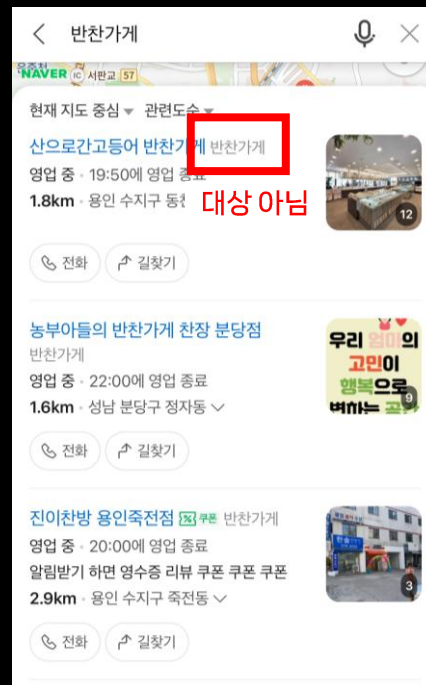 반찬가게
NAVER IC 서판교 57
현재 지도 중심 관련도순
산으로간고등어 반찬가게 반찬가게
영업 중 · 19:50에 영업 종료
1.8km · 용인 수지구
대상 아님
12
전화 길찾기
농부아들의 반찬가게 찬장 분당점
반찬가게
영업 중 · 22:00에 영업 종료
1.6km · 성남 분당구 정자동
우리 엄마의
고민이
행복으로
변하는
9
전화 길찾기
진이찬방 용인죽전점 쿠폰 반찬가게
영업 중 · 20:00에 영업 종료
알림받기 하면 영수증 리뷰 쿠폰 쿠폰 쿠폰
2.9km · 용인 수지구 죽전동
3
전화 길찾기